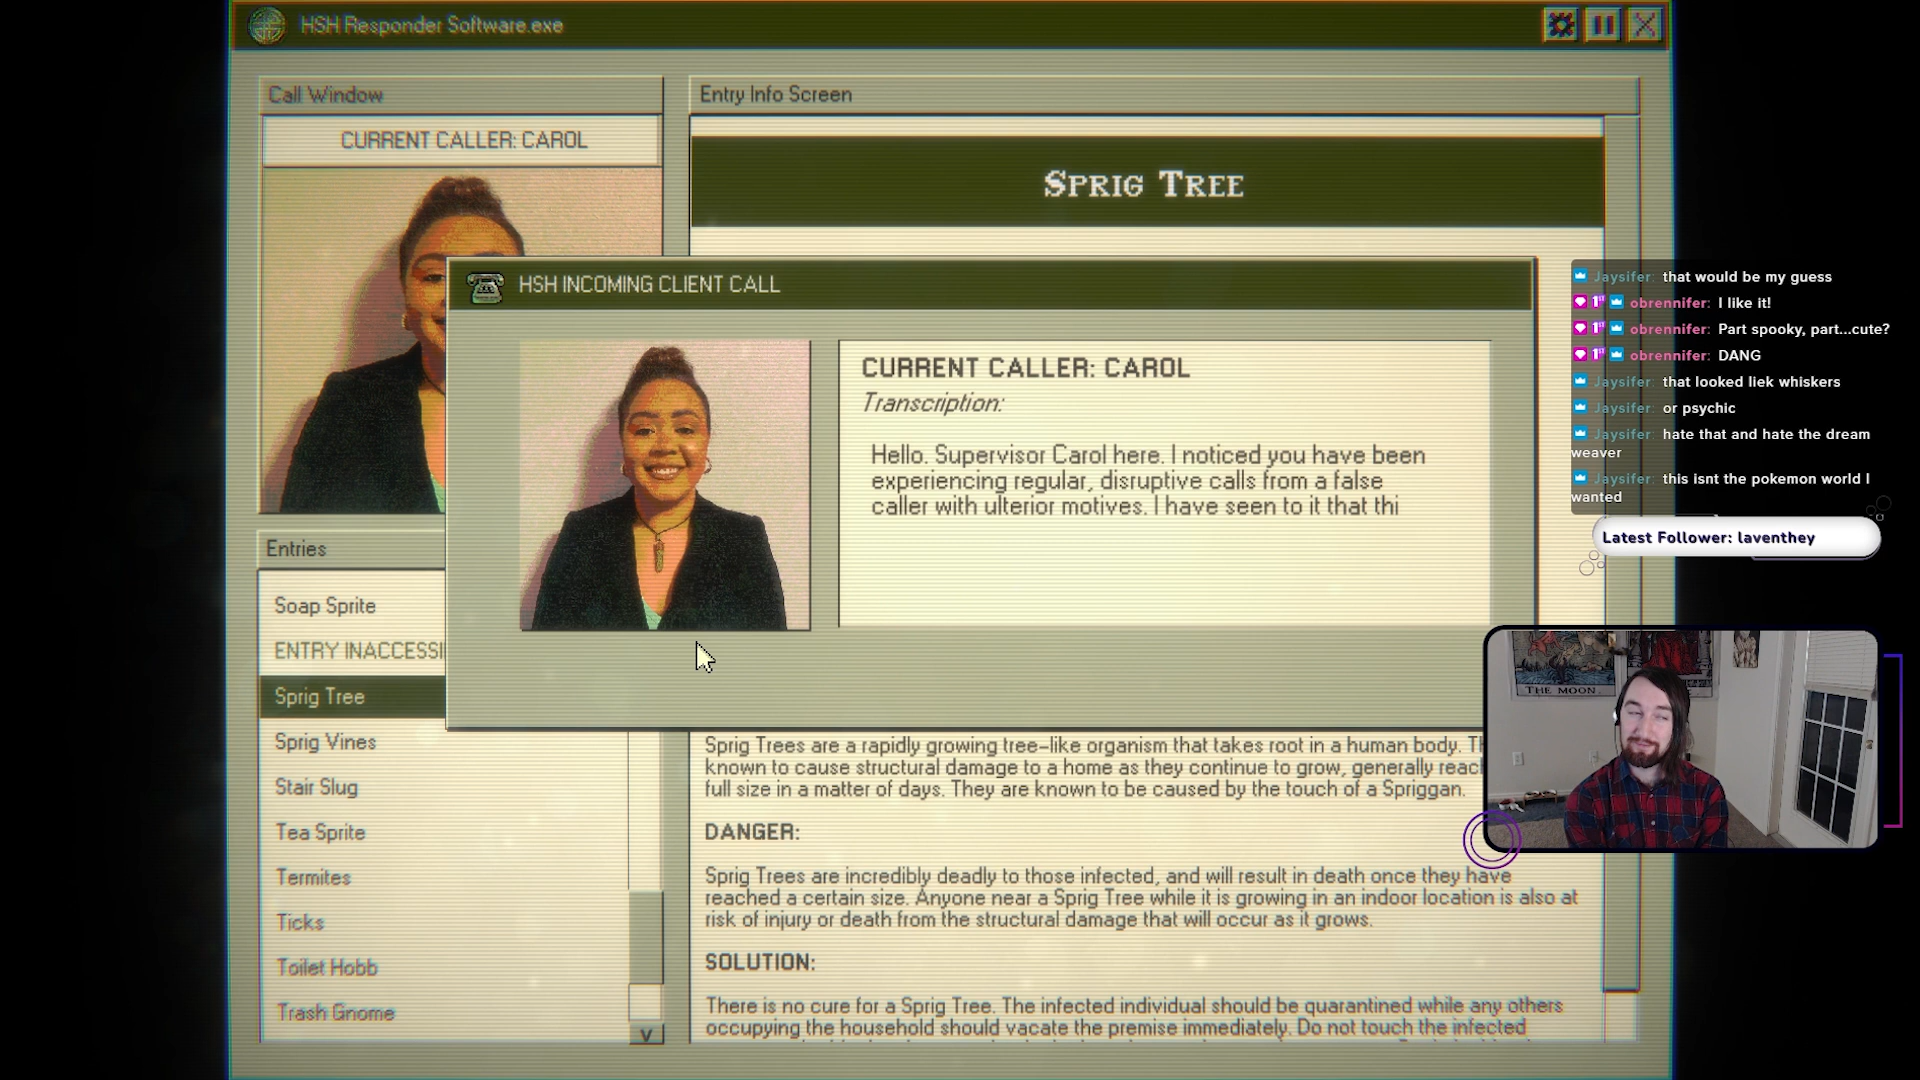 HSH Responder Software.exe
Call Window
CURRENT CALLER: CAROL
Entry Info Screen
SPRIG TREE
HSH INCOMING CLIENT CALL
CURRENT CALLER: CAROL
Transcription:
Hello. Supervisor Carol here. I noticed you have been
experiencing regular, disruptive calls from a false
caller with ulterior motives. I have seen to it that thi
Entries
Soap Sprite
ENTRY INACCESSI
Sprig Tree
Sprig Vines
Stair Slug
Tea Sprite
Termites
Ticks
Toilet Hobb
Trash Gnome
V
Sprig Trees are a rapidly growing tree-like organism that takes root in a human body.
known to cause structural damage to a home as they continue to grow, generally reac
full size in a matter of days. They are known to be caused by the touch of a Spriggan.
DANGER:
Sprig Trees are incredibly deadly to those infected, and will result in death once they have
reached a certain size. Anyone near a Sprig Tree while it is growing in an indoor location is also at
risk of injury or death from the structural damage that will occur as it grows.
SOLUTION:
There is no cure for a Sprig Tree. The infected individual should be quarantined while any others
occupying the household should vacate the premise immediately. Do not touch the infected
Jaysifer: that would be my guess
obrennifer: I like it!
obrennifer: Part spooky, part...cute?
obrennifer: DANG
Jaysifer: that looked liek whiskers
Jaysifer: or psychic
Jaysifer: hate that and hate the dream
weaver
Jaysifer: this isnt the pokemon world I
wanted
Latest Follower: laventhey
THE MOON